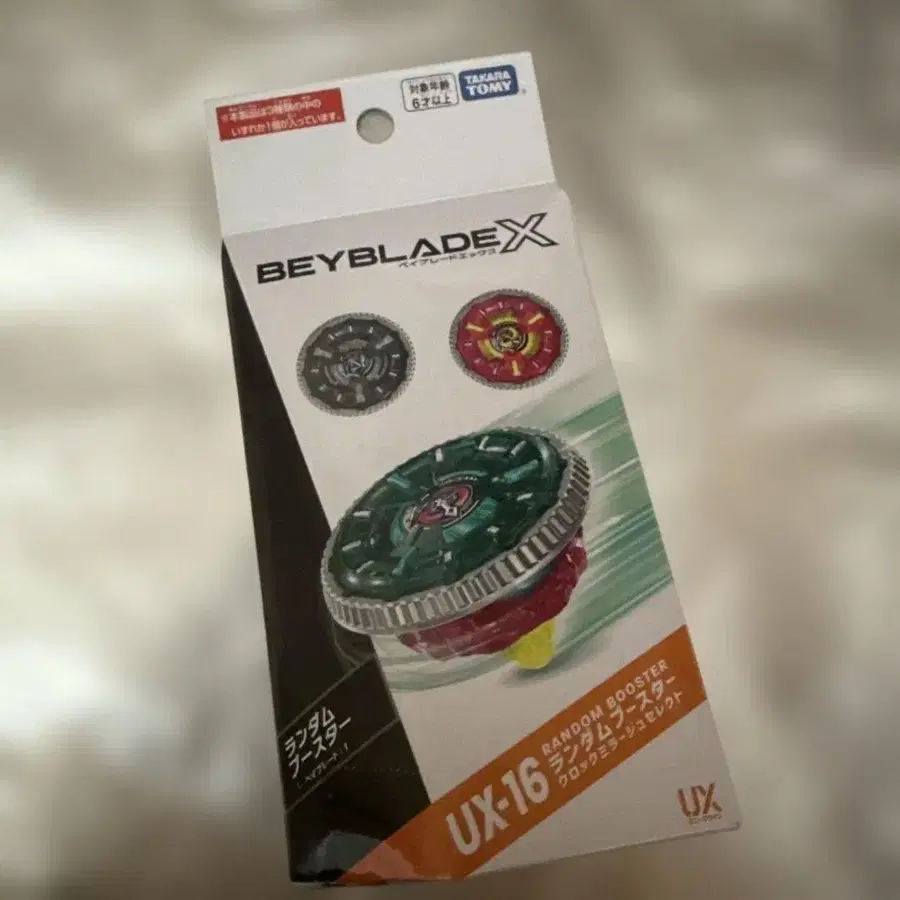 ※本製品は3種類の中の
いずれか1個が入っています。
対象年齢
6才以上
TAKARA
TOMY
BEYBLADE X
ベイブレードエックス
ランダム
ブースター
UX-16
RANDOM BOOSTER
ランダムブースター
クロックミラージュセレクト
UX